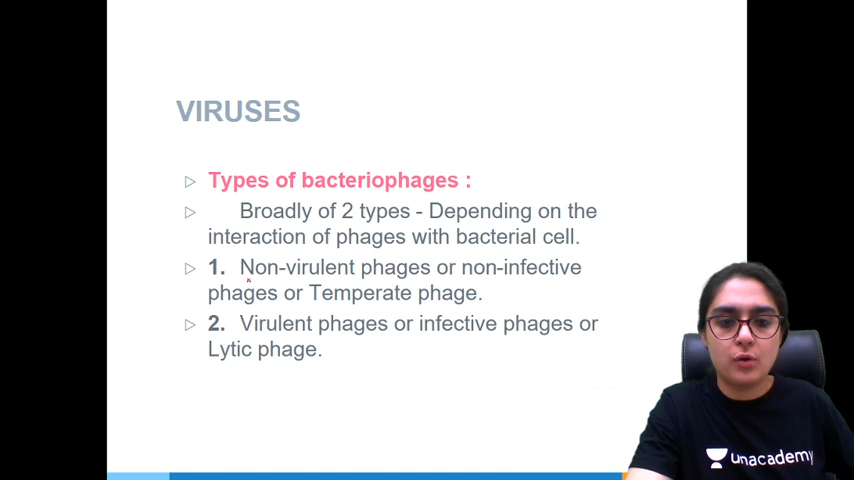 VIRUSES
Types of bacteriophages :
Broadly of 2 types - Depending on the
interaction of phages with bacterial cell.
1. Non-virulent phages or non-infective
phages or Temperate phage.
2. Virulent phages or infective phages or
Lytic phage.
unacademy